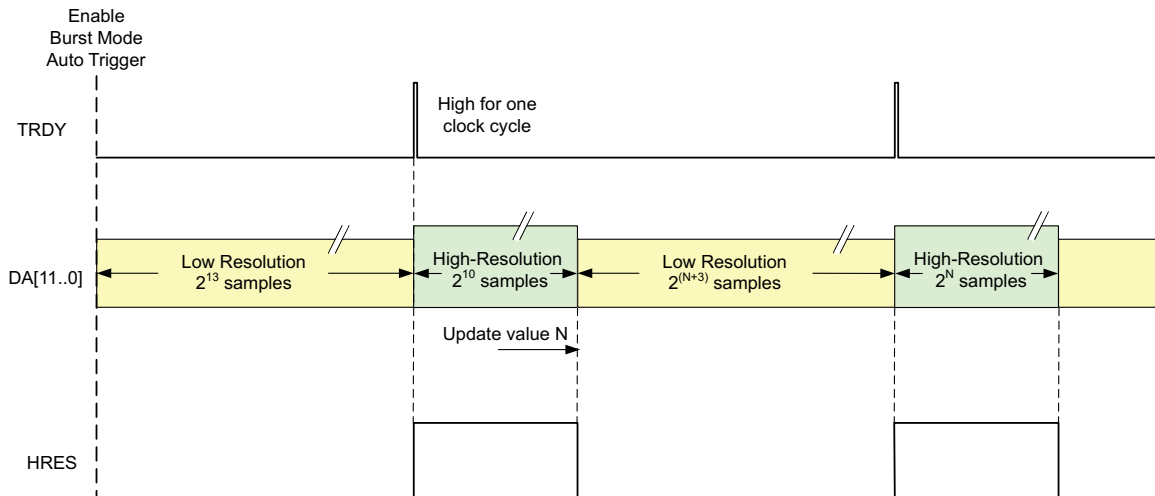 Enable
Burst Mode
Auto Trigger
TRDY
High for one
clock cycle
DA[11..0]
Low Resolution
2^13 samples
High-Resolution
2^10 samples
Low Resolution
2^(N+3) samples
High-Resolution
2^N samples
Update value N
HRES